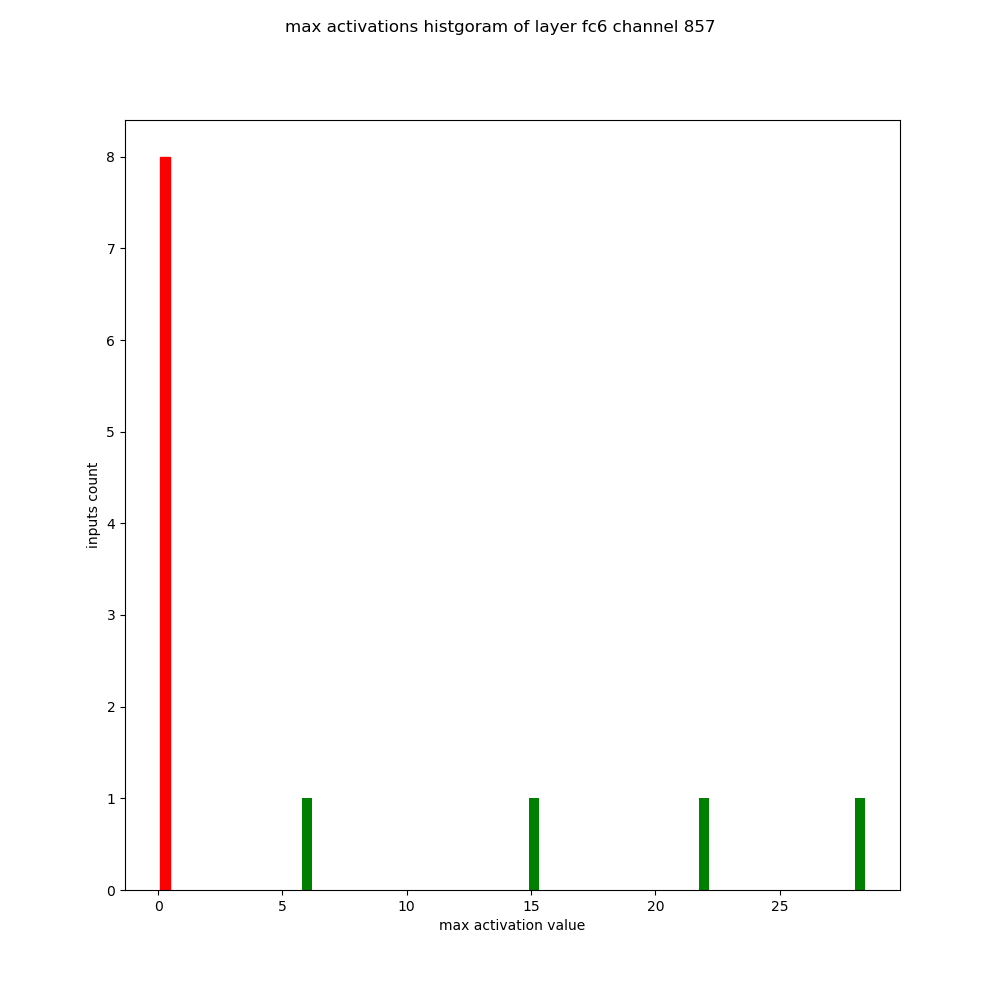 max activations histgoram of layer fc6 channel 857
8
7
6
5
4
3
2
1
0
inputs count
0 5 10 15 20 25
max activation value